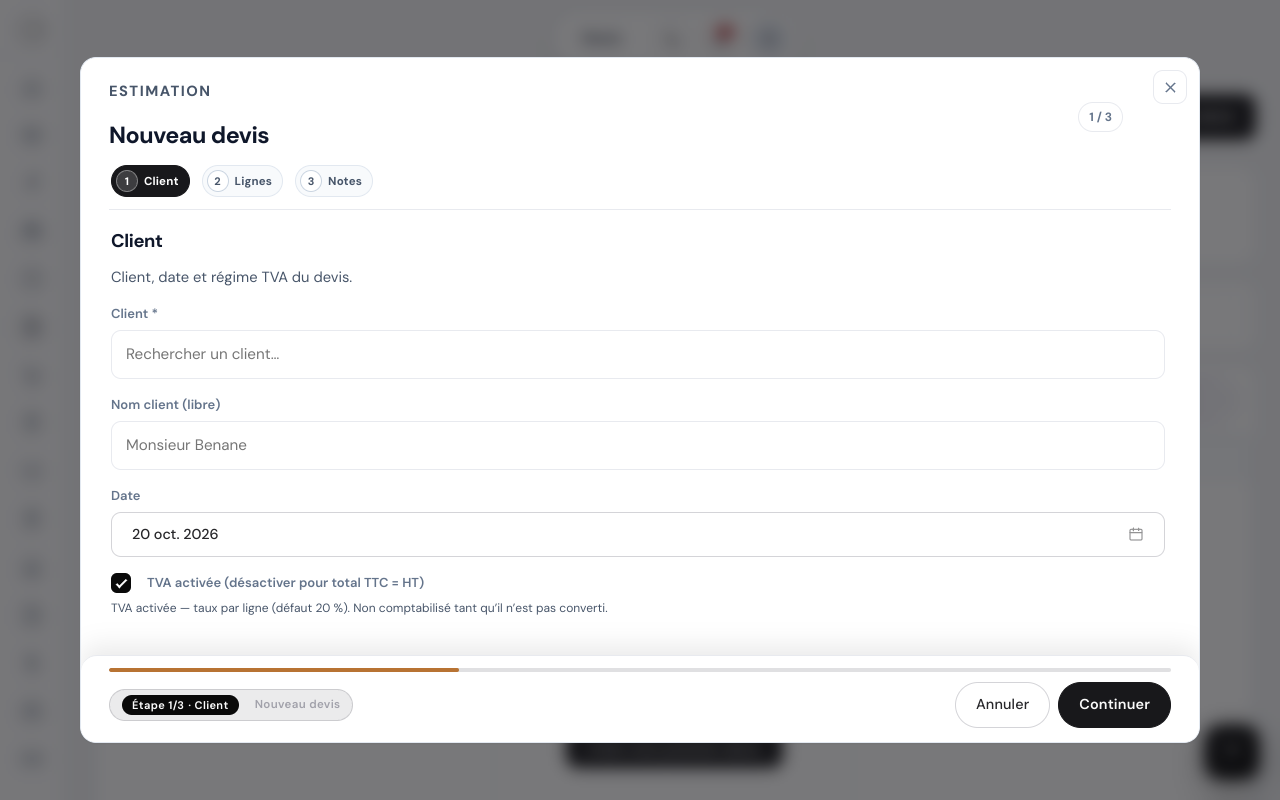 ESTIMATION
1 / 3
Nouveau devis
1 Client
2 Lignes
3 Notes
Client
Client, date et régime TVA du devis.
Client *
Rechercher un client...
Nom client (libre)
Monsieur Benane
Date
20 oct. 2026
TVA activée (désactiver pour total TTC = HT)
TVA activée — taux par ligne (défaut 20 %). Non comptabilisé tant qu’il n’est pas converti.
Étape 1/3 · Client
Nouveau devis
Annuler
Continuer